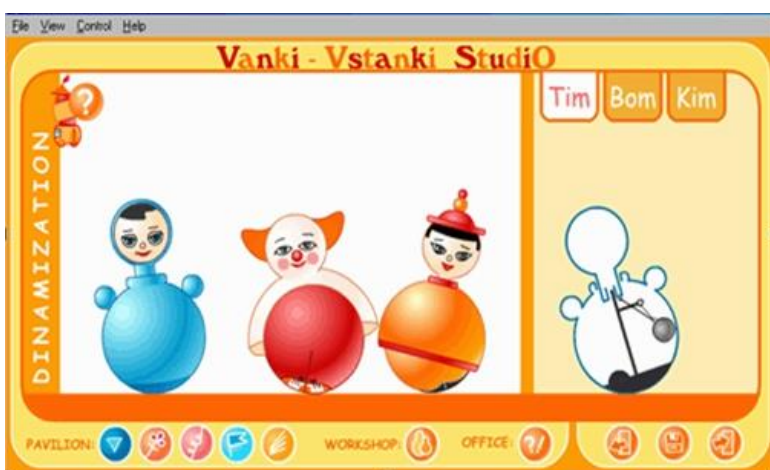 File View Control Help
Vanki - Vstanki StudiO
Tim Bom Kim
DINAMIZATION
PAVILION: WORKSHOP: OFFICE: